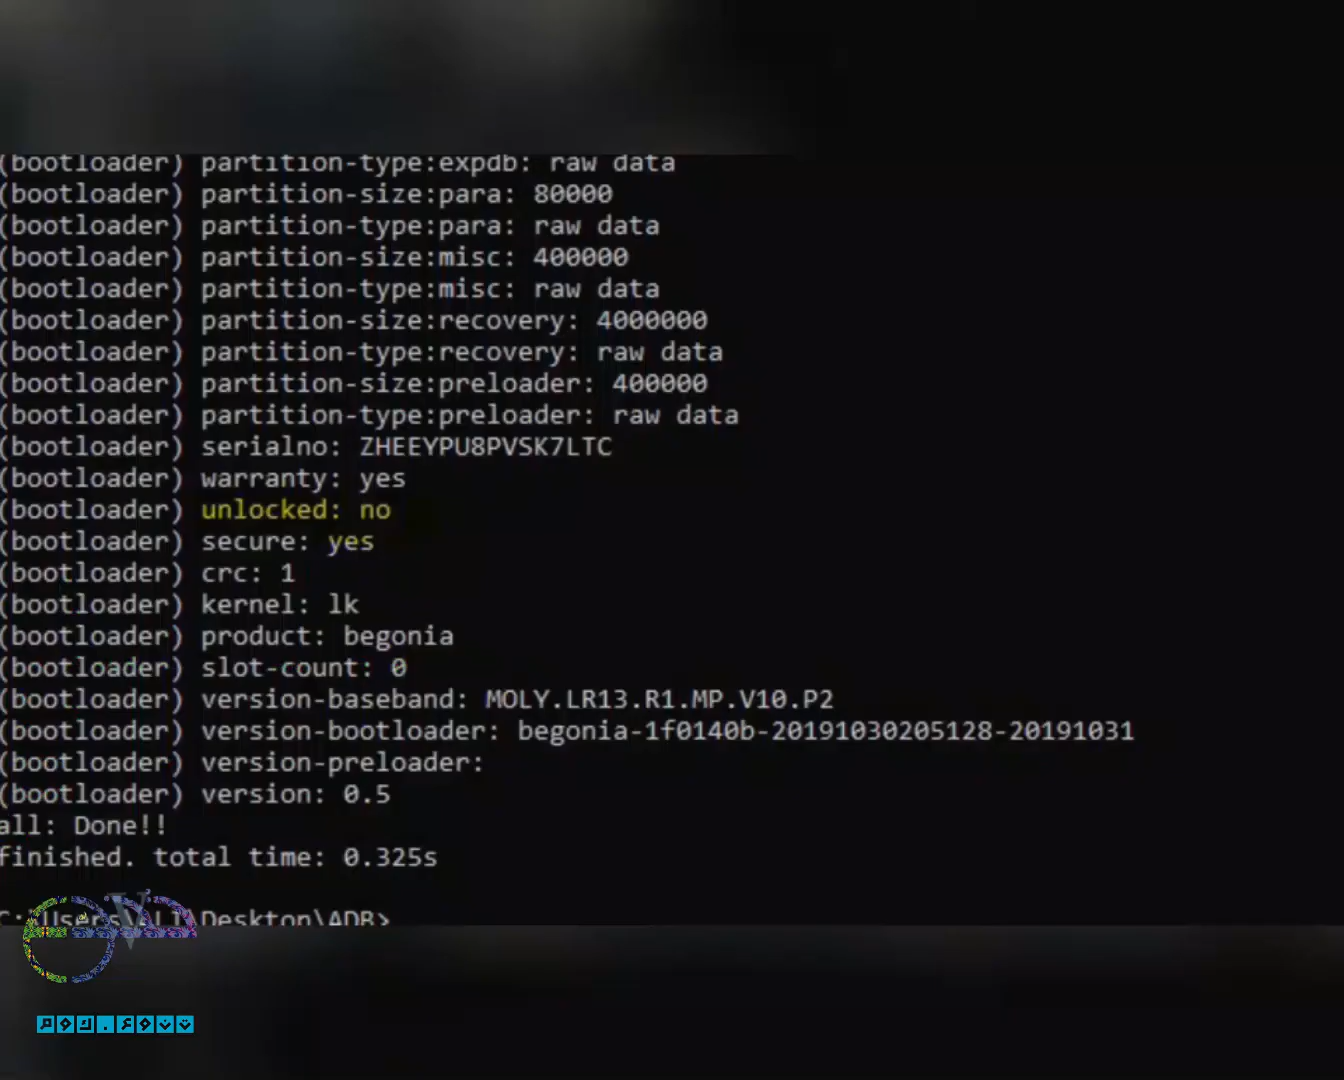 (bootloader) partition-type:expdb: raw data
(bootloader) partition-size:para: 80000
(bootloader) partition-type:para: raw data
(bootloader) partition-size:misc: 400000
(bootloader) partition-type:misc: raw data
(bootloader) partition-size:recovery: 4000000
(bootloader) partition-type:recovery: raw data
(bootloader) partition-size:preloader: 400000
(bootloader) partition-type:preloader: raw data
(bootloader) serialno: ZHEEYPU8PVSK7LTC
(bootloader) warranty: yes
(bootloader) unlocked: no
(bootloader) secure: yes
(bootloader) crc: 1
(bootloader) kernel: lk
(bootloader) product: begonia
(bootloader) slot-count: 0
(bootloader) version-baseband: MOLY.LR13.R1.MP.V10.P2
(bootloader) version-bootloader: begonia-1f0140b-20191030205128-20191031
(bootloader) version-preloader:
(bootloader) version: 0.5
all: Done!!
finished. total time: 0.325s
C:\Users\ALI\Desktop\ADB>